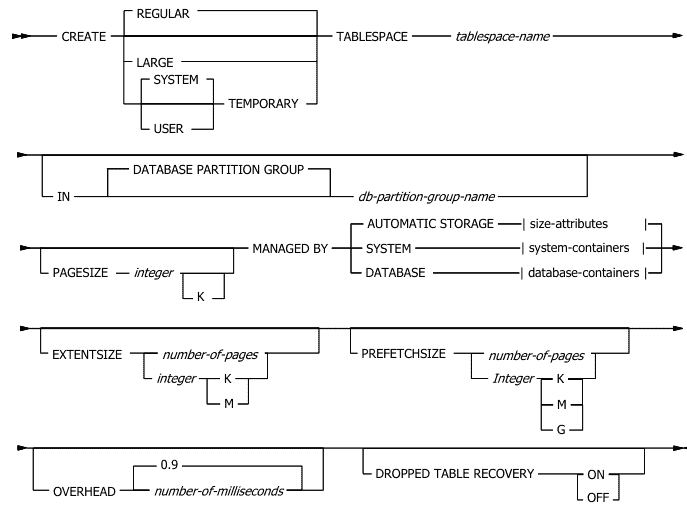 REGULAR
CREATE TABLESPACE tablespace-name
LARGE
SYSTEM
TEMPORARY
USER
DATABASE PARTITION GROUP
IN db-partition-group-name
AUTOMATIC STORAGE | size-attributes |
MANAGED BY SYSTEM | system-containers |
PAGESIZE integer DATABASE | database-containers |
K
EXTENTSIZE number-of-pages PREFETCHSIZE number-of-pages
integer K Integer K
M M
G
0.9
DROPPED TABLE RECOVERY ON
OVERHEAD number-of-milliseconds OFF